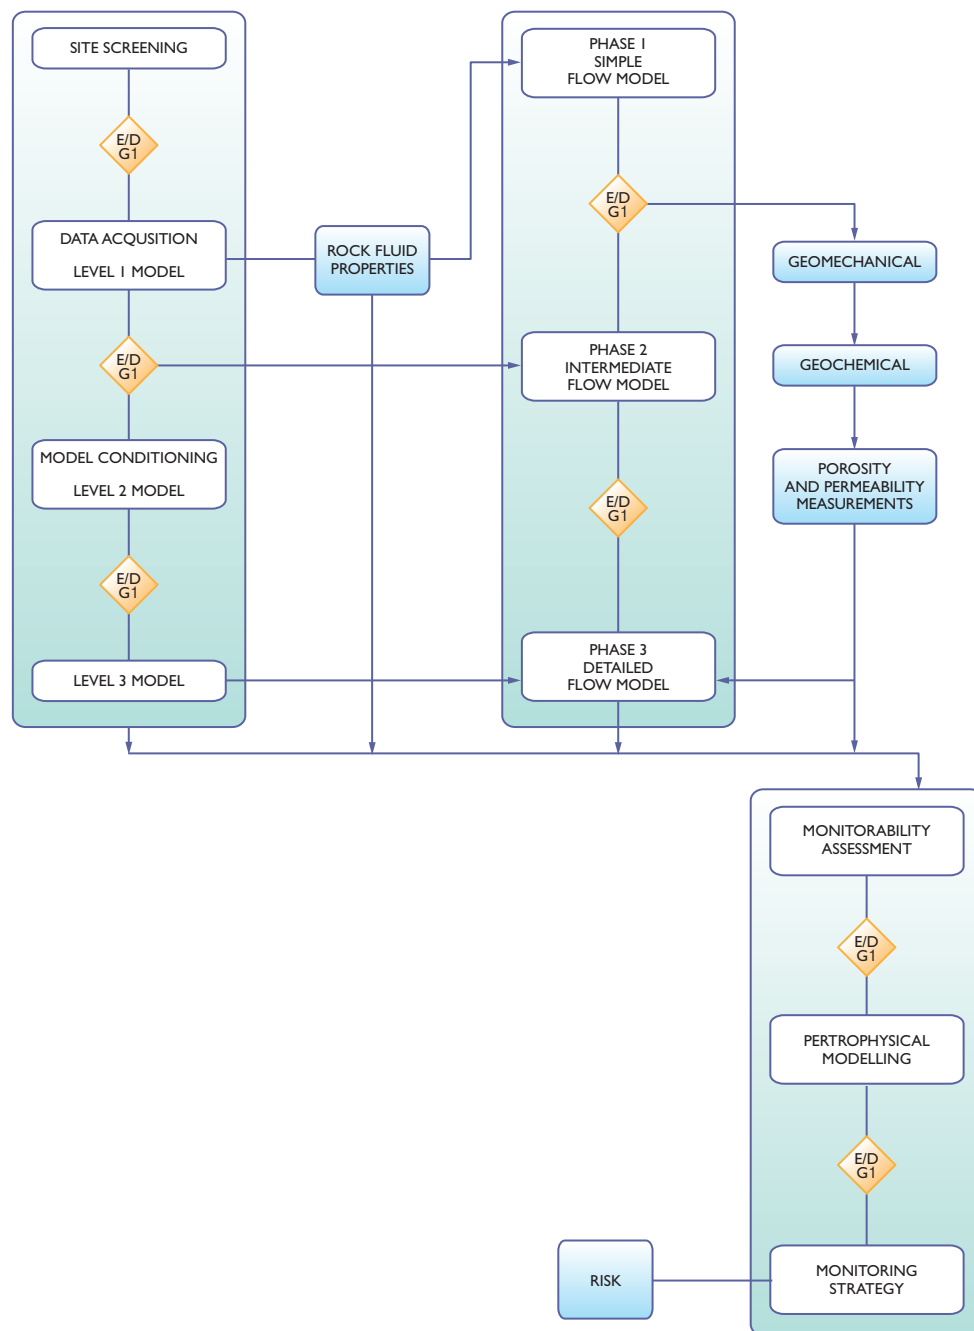 SITE SCREENING
E/D
G1
DATA ACQUSITION
LEVEL 1 MODEL
E/D
G1
MODEL CONDITIONING
LEVEL 2 MODEL
E/D
G1
LEVEL 3 MODEL
ROCK FLUID
PROPERTIES
PHASE 1
SIMPLE
FLOW MODEL
E/D
G1
PHASE 2
INTERMEDIATE
FLOW MODEL
E/D
G1
PHASE 3
DETAILED
FLOW MODEL
GEOMECHANICAL
GEOCHEMICAL
POROSITY
AND PERMEABILITY
MEASUREMENTS
MONITORABILITY
ASSESSMENT
E/D
G1
PERTROPHYSICAL
MODELLING
E/D
G1
MONITORING
STRATEGY
RISK